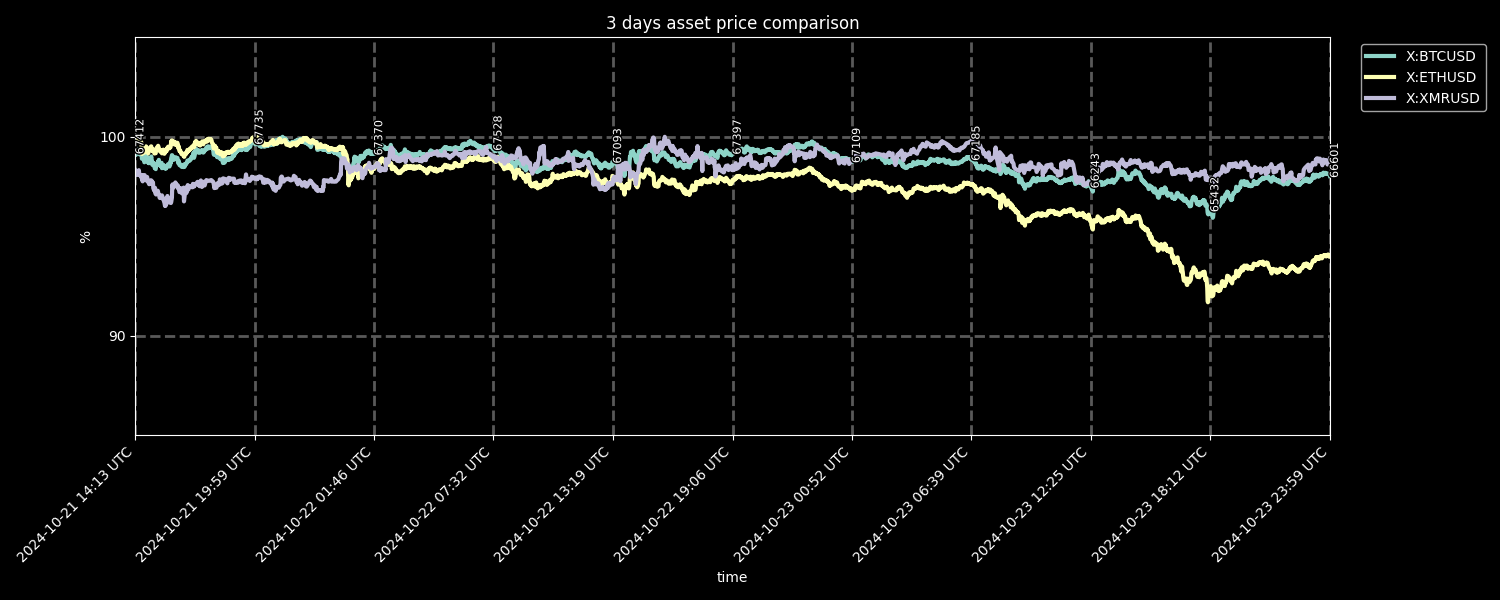 3 days asset price comparison
X:BTCUSD
X:ETHUSD
X:XMRUSD
100
90
%
67412
67735
67370
67528
67093
67397
67109
67185
66243
65432
66601
2024-10-21 14:13 UTC
2024-10-21 19:59 UTC
2024-10-22 01:46 UTC
2024-10-22 07:32 UTC
2024-10-22 13:19 UTC
2024-10-22 19:06 UTC
2024-10-23 00:52 UTC
2024-10-23 06:39 UTC
2024-10-23 12:25 UTC
2024-10-23 18:12 UTC
2024-10-23 23:59 UTC
time